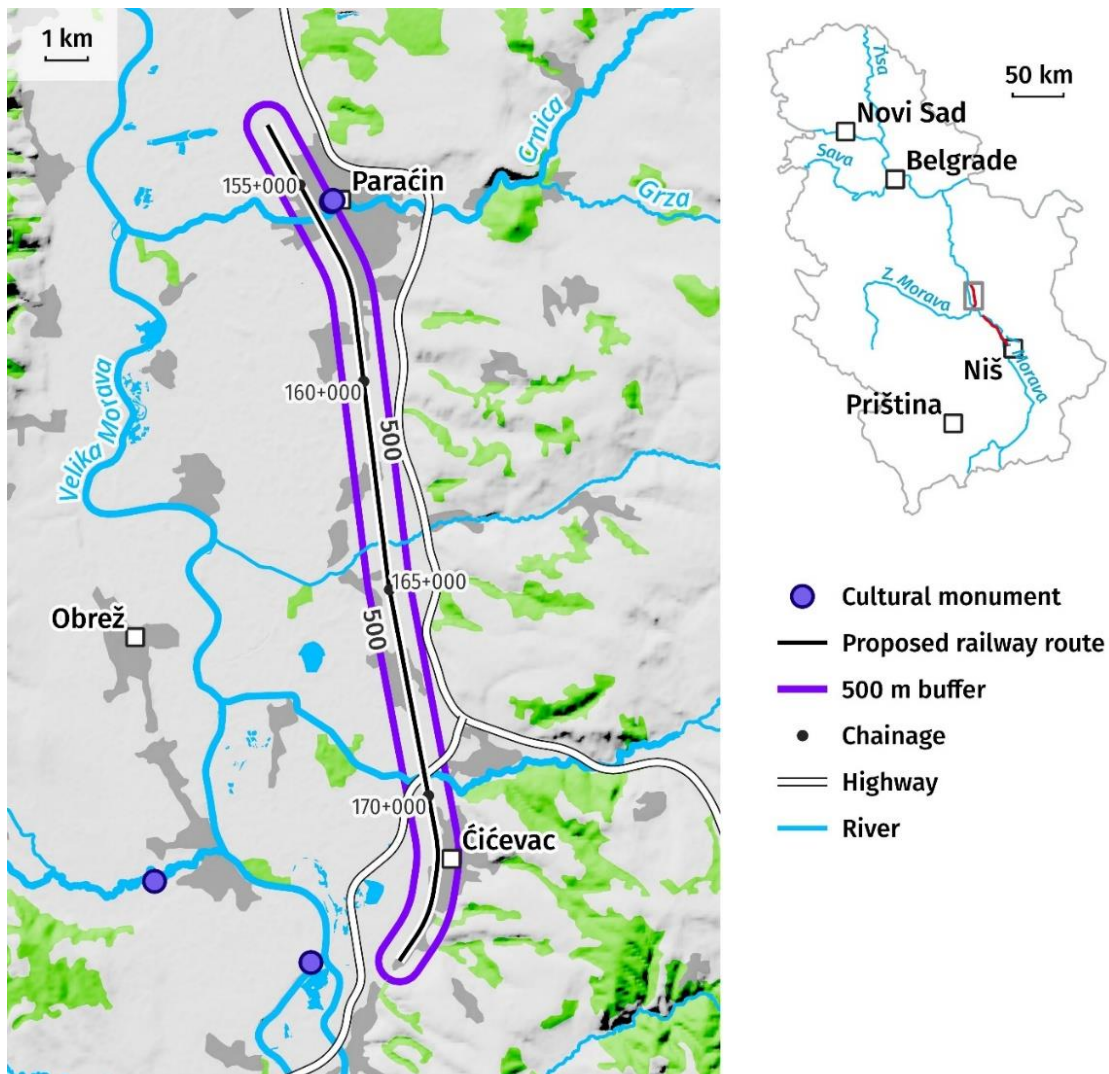 1 km
Crnica
Paraćin
155+000
Grza
Velika Morava
160+000
500
165+000
500
Obrež
170+000
Ćićevac
Tisa
50 km
Novi Sad
Sava
Belgrade
Z. Morava
Niš
Morava
Priština
Cultural monument
Proposed railway route
500 m buffer
Chainage
Highway
River